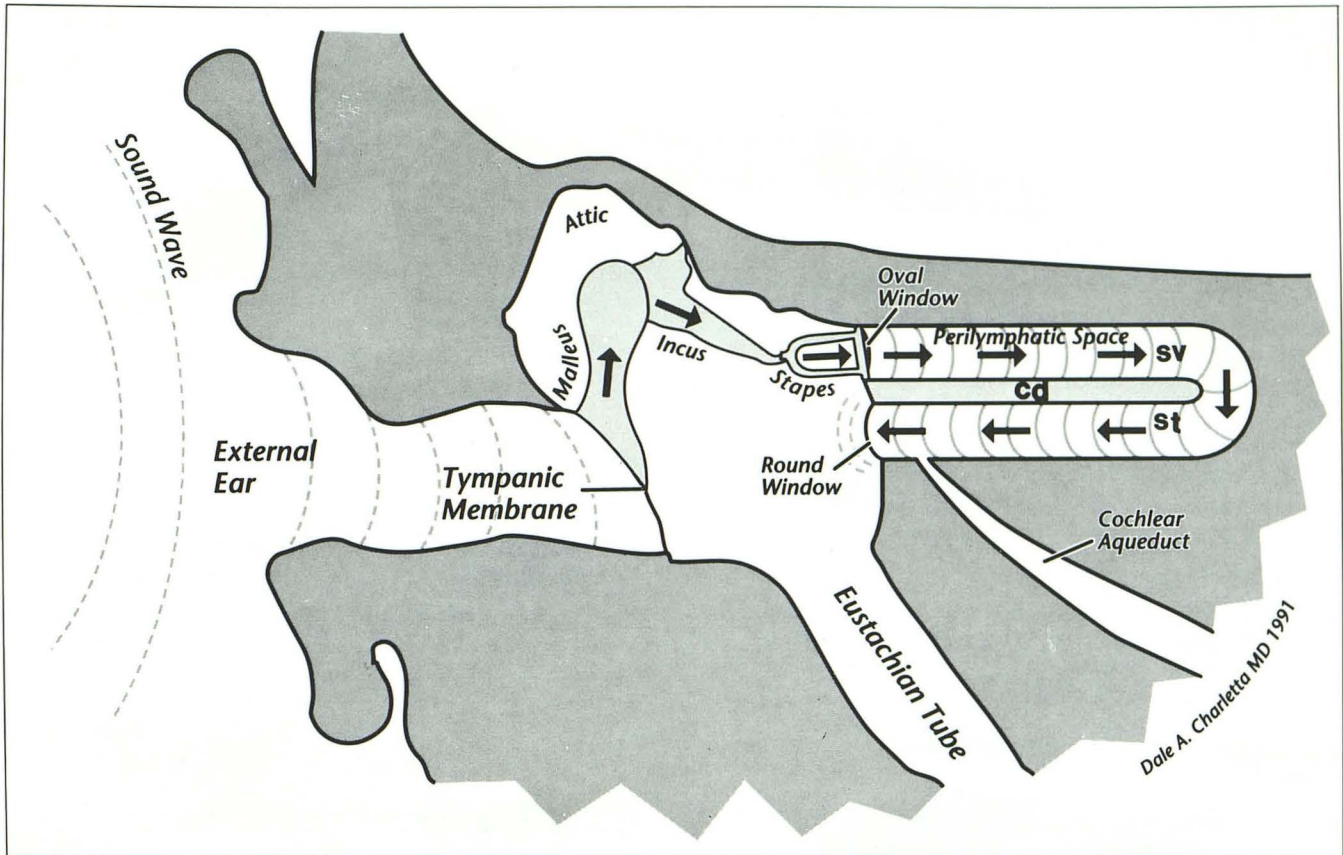 Sound Wave
Attic
Oval
Window
Perilymphatic Space
sv
Malleus
Incus
Stapes
cd
st
External
Ear
Tympanic
Membrane
Round
Window
Cochlear
Aqueduct
Eustachian Tube
Dale A. Charletta MD 1991